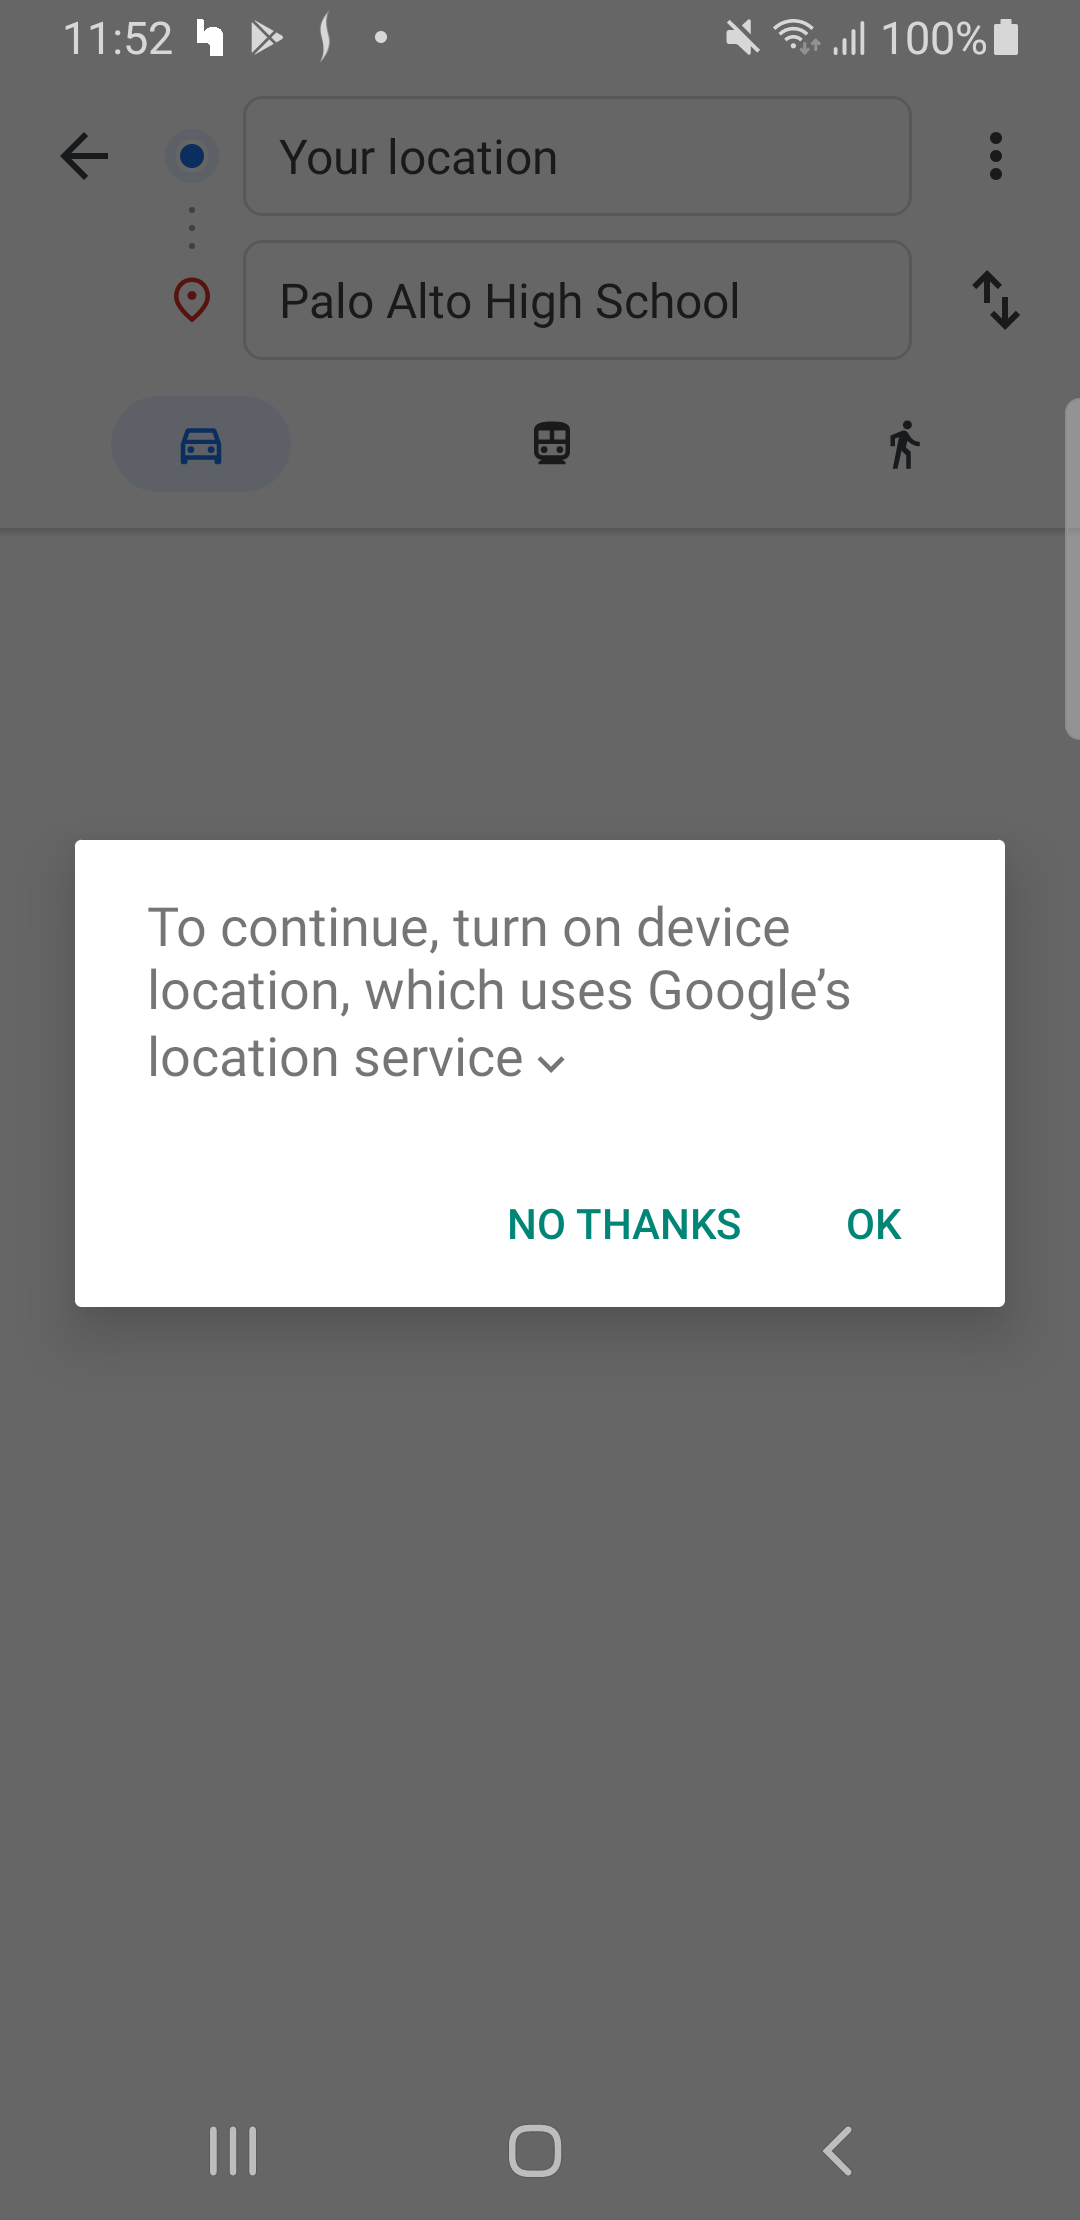 11:52
100%
Your location
Palo Alto High School
To continue, turn on device
location, which uses Google’s
location service
NO THANKS
OK